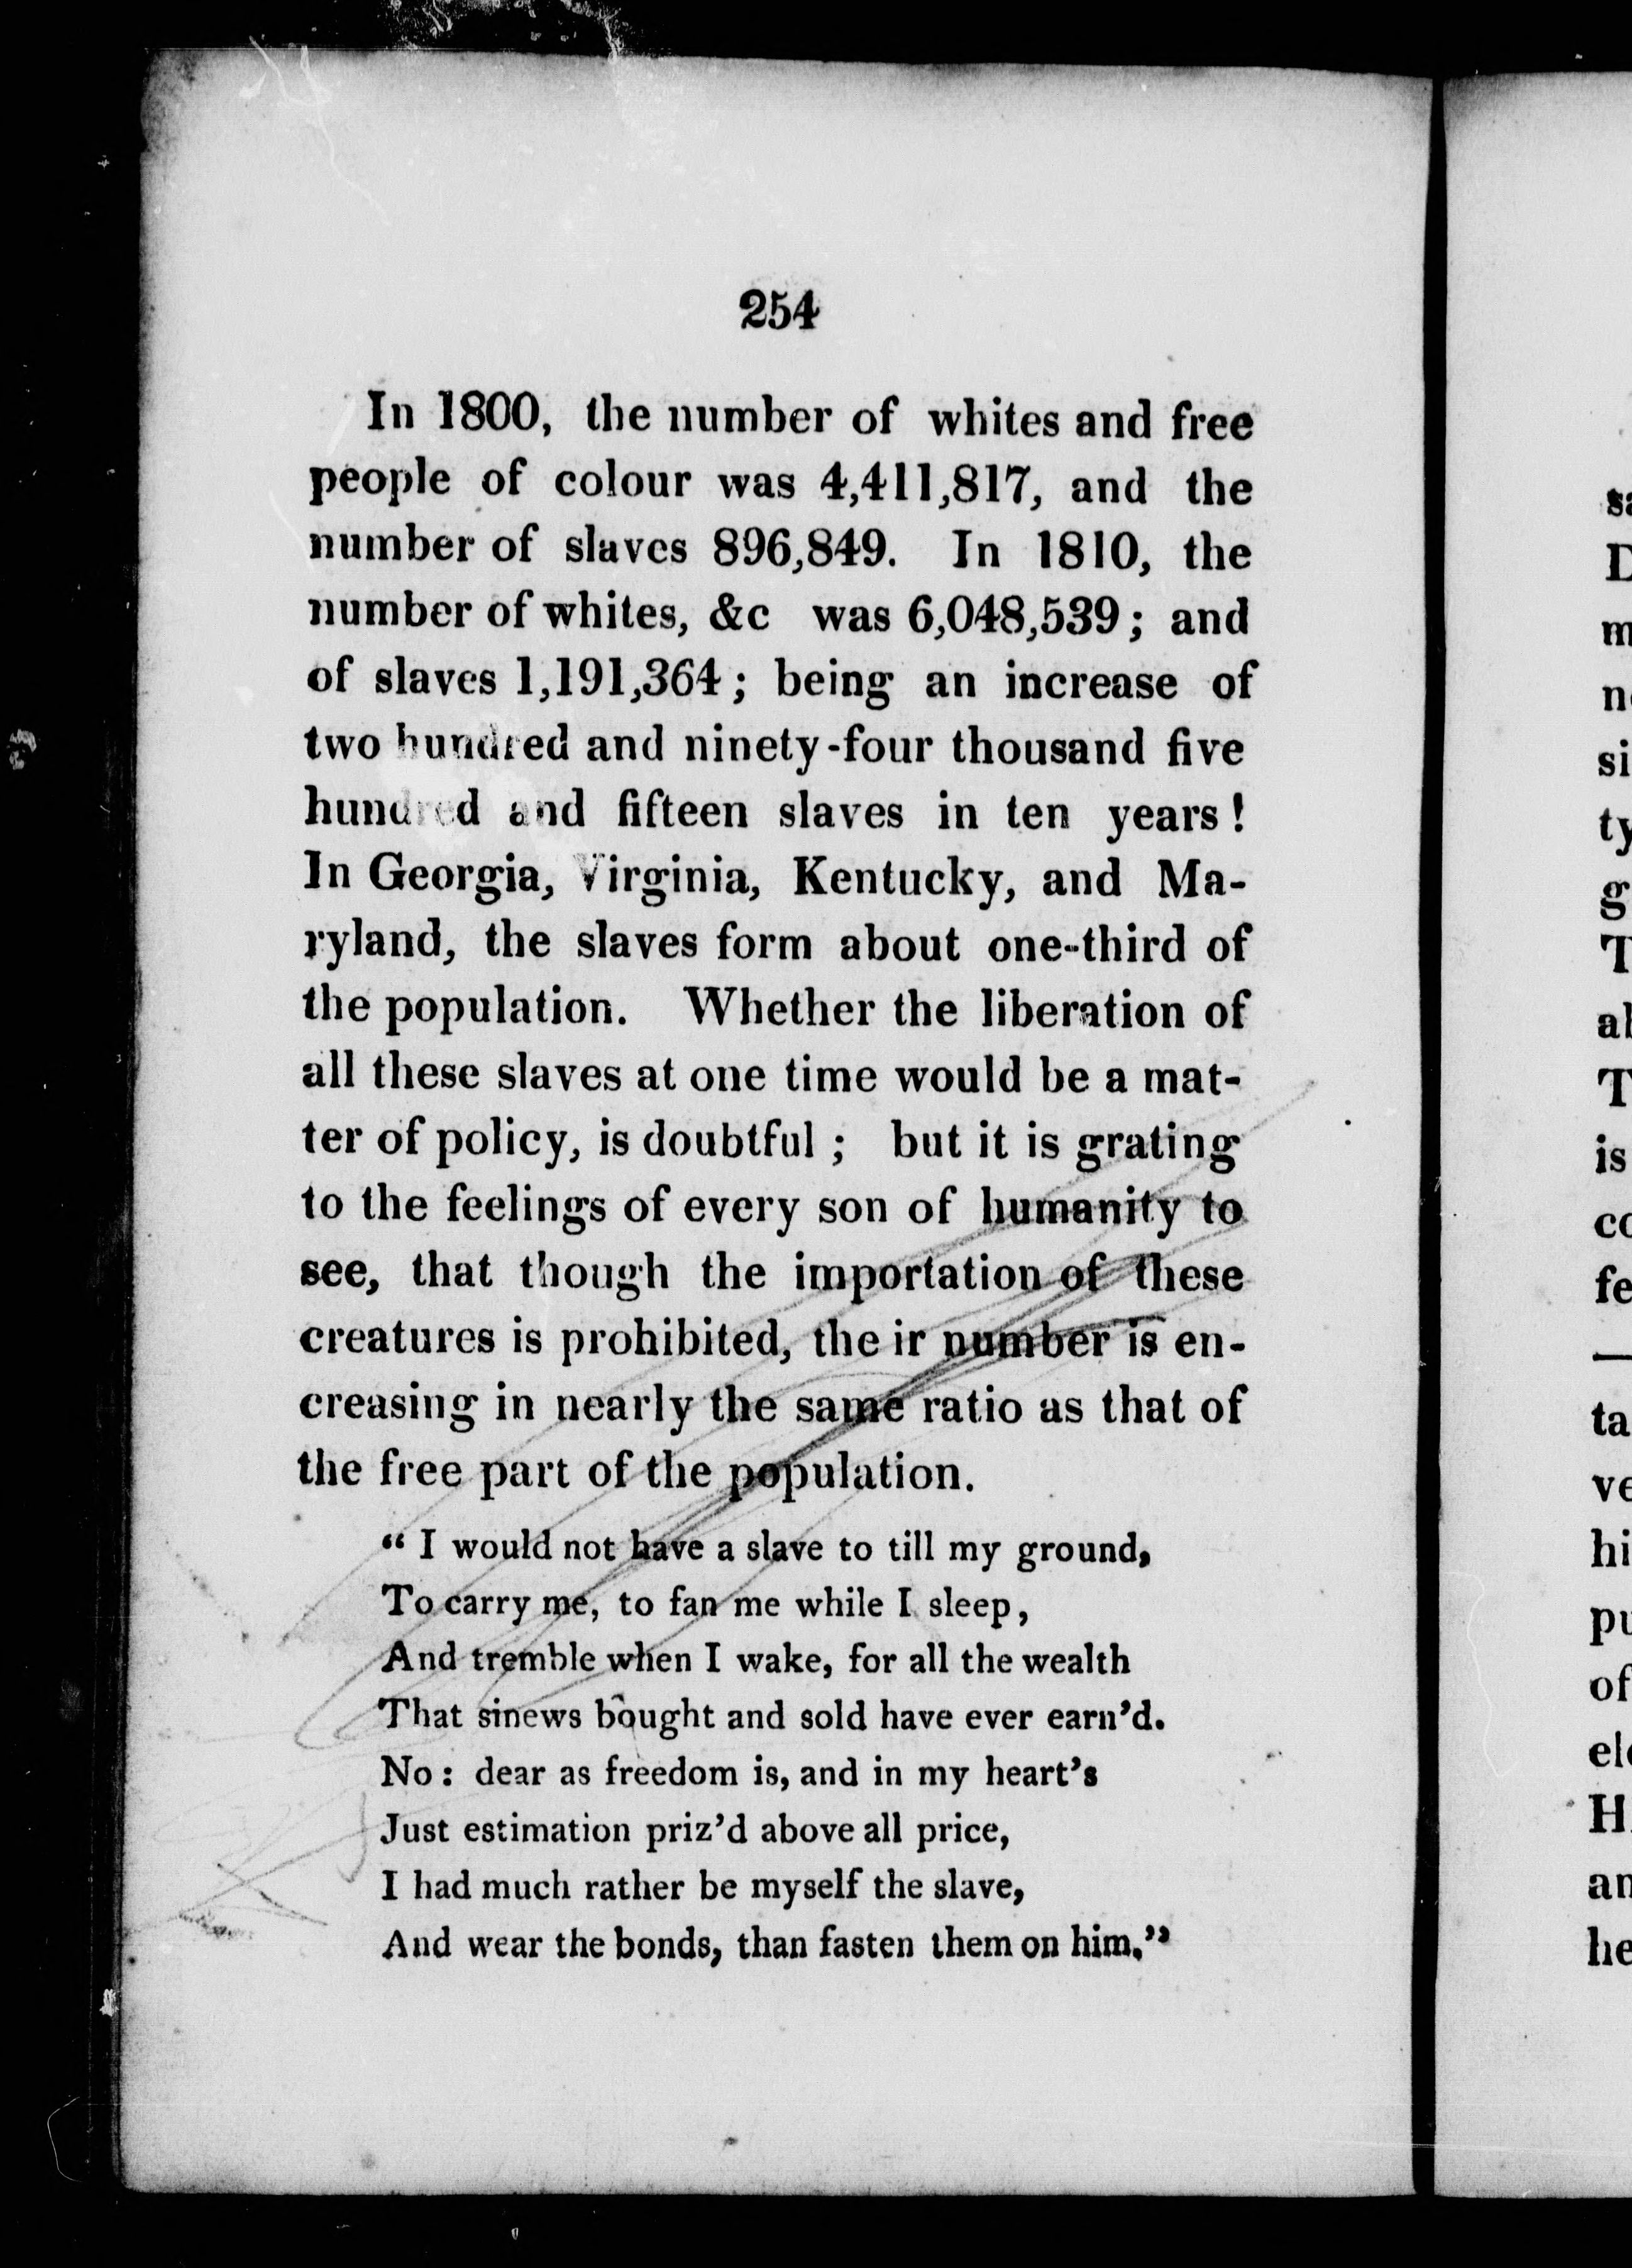 254
In 1800, the number of whites and free
people of colour was 4,411,817, and the
number of slaves 896,849. In 1810, the
number of whites, &c was 6,048,539; and
of slaves 1,191,364; being an increase of
two hundred and ninety-four thousand five
hundred and fifteen slaves in ten years!
In Georgia, Virginia, Kentucky, and Ma-
ryland, the slaves form about one-third of
the population. Whether the liberation of
all these slaves at one time would be a mat-
ter of policy, is doubtful; but it is grating
to the feelings of every son of humanity to
see, that though the importation of these
creatures is prohibited, the ir number is en-
creasing in nearly the same ratio as that of
the free part of the population.
“ I would not have a slave to till my ground,
To carry me, to fan me while I sleep,
And tremble when I wake, for all the wealth
That sinews bought and sold have ever earn’d.
No: dear as freedom is, and in my heart’s
Just estimation priz’d above all price,
I had much rather be myself the slave,
And wear the bonds, than fasten them on him.”